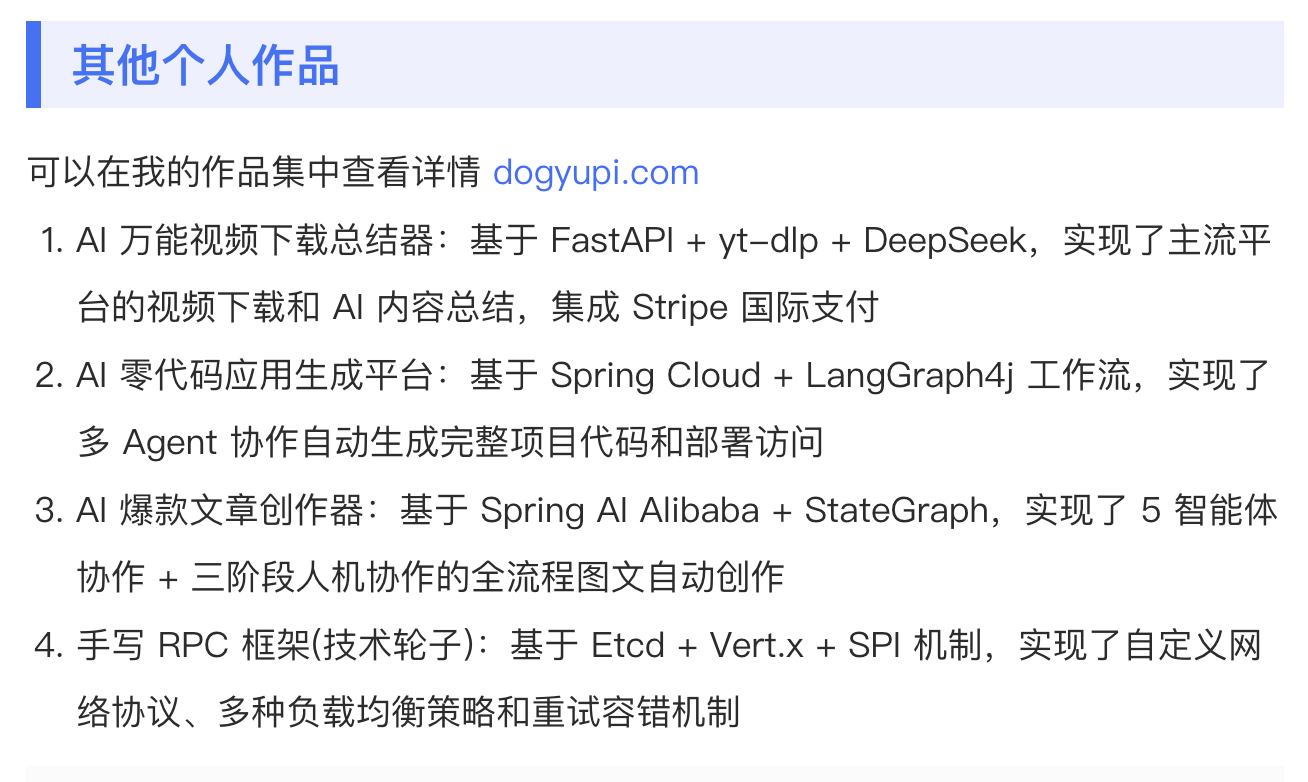 其他个人作品
可以在我的作品集中查看详情 dogyupi.com
1. AI 万能视频下载总结器：基于 FastAPI + yt-dlp + DeepSeek，实现了主流平
台的视频下载和 AI 内容总结，集成 Stripe 国际支付
2. AI 零代码应用生成平台：基于 Spring Cloud + LangGraph4j 工作流，实现了
多 Agent 协作自动生成完整项目代码和部署访问
3. AI 爆款文章创作器：基于 Spring AI Alibaba + StateGraph，实现了 5 智能体
协作 + 三阶段人机协作的全流程图文自动创作
4. 手写 RPC 框架(技术轮子)：基于 Etcd + Vert.x + SPI 机制，实现了自定义网
络协议、多种负载均衡策略和重试容错机制